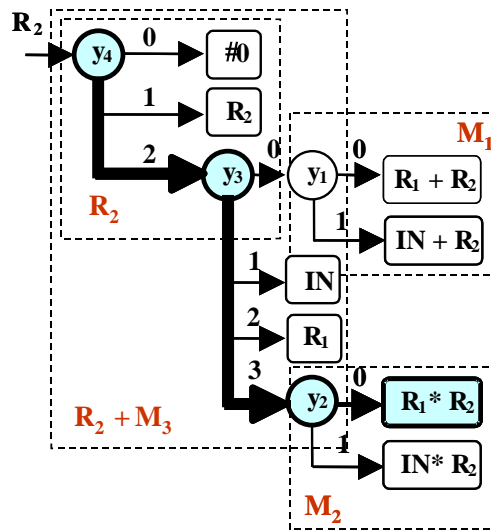 R2
y4
0
#0
1
R2
2
y3
0
y1
0
M1
R1 + R2
R2
1
IN + R2
1
IN
2
R1
3
y2
0
R1* R2
R2 + M3
1
IN* R2
M2